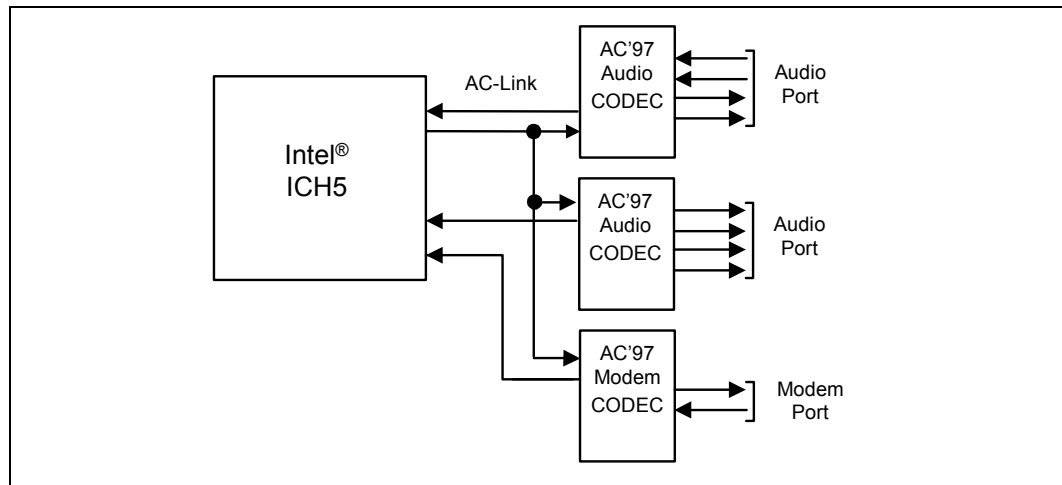 AC-Link
Intel®
ICH5
AC'97
Audio
CODEC
Audio
Port
AC'97
Audio
CODEC
Audio
Port
AC'97
Modem
CODEC
Modem
Port